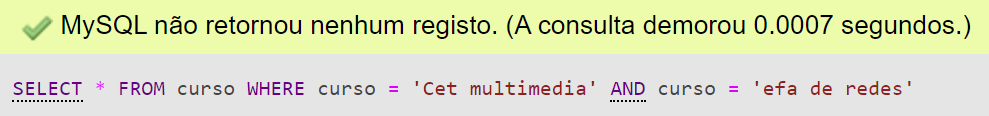 MySQL não retornou nenhum registo. (A consulta demorou 0.0007 segundos.)
SELECT * FROM curso WHERE curso = 'Cet multimedia' AND curso = 'efa de redes'